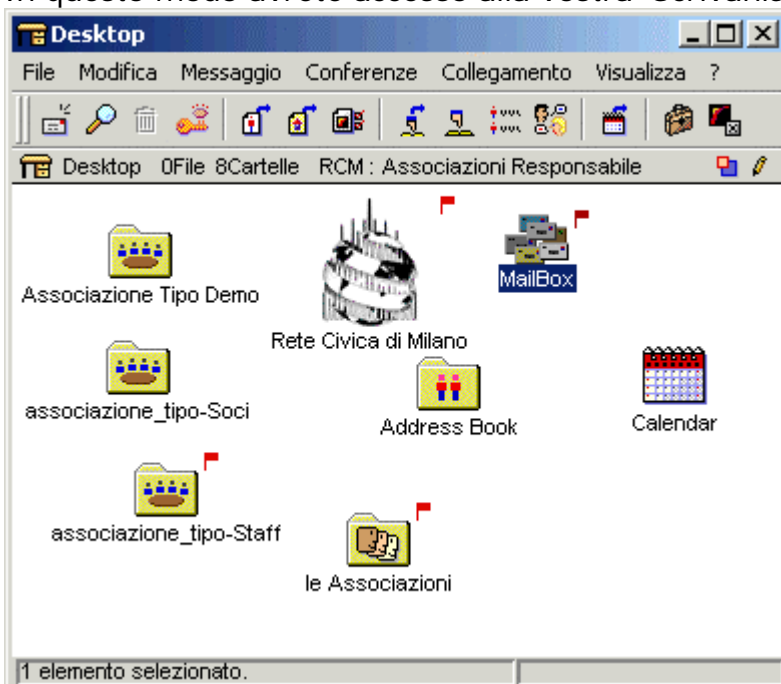 In questo modo avrete accesso alla vostra
Desktop
File Modifica Messaggio Conferenze Collegamento Visualizza ?
Desktop 0File 8Cartelle RCM : Associazioni Responsabile
Associazione Tipo Demo
MailBox
Rete Civica di Milano
associazione_tipo-Soci
Address Book
Calendar
associazione_tipo-Staff
le Associazioni
1 elemento selezionato.